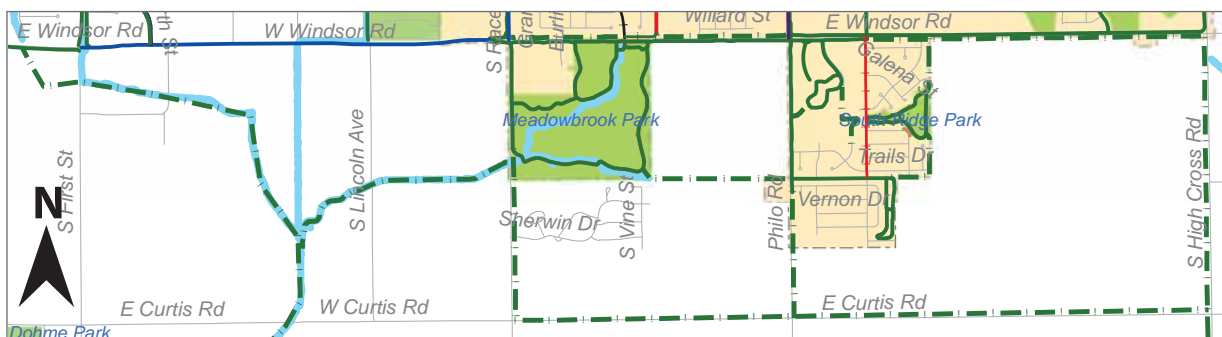 E Windsor Rd
W Windsor Rd
S Race
Willard St
E Windsor Rd
Galena St
Meadowbrook Park
South Ridge Park
S First St
S Lincoln Ave
Trails Dr
N
Sherwin Dr
S Vine St
Philo Rd
Vernon Dr
S High Cross Rd
E Curtis Rd
W Curtis Rd
E Curtis Rd
Dohme Park